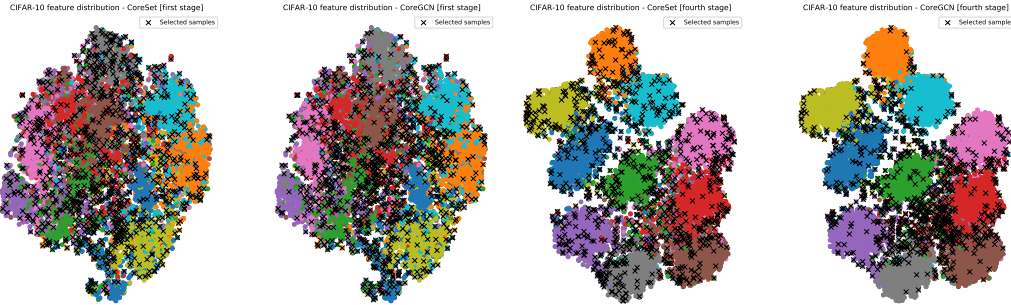 CIFAR-10 feature distribution - CoreSet [first stage]
Selected samples
CIFAR-10 feature distribution - CoreGCN [first stage]
Selected samples
CIFAR-10 feature distribution - CoreSet [fourth stage]
Selected samples
CIFAR-10 feature distribution - CoreGCN [fourth stage]
Selected samples